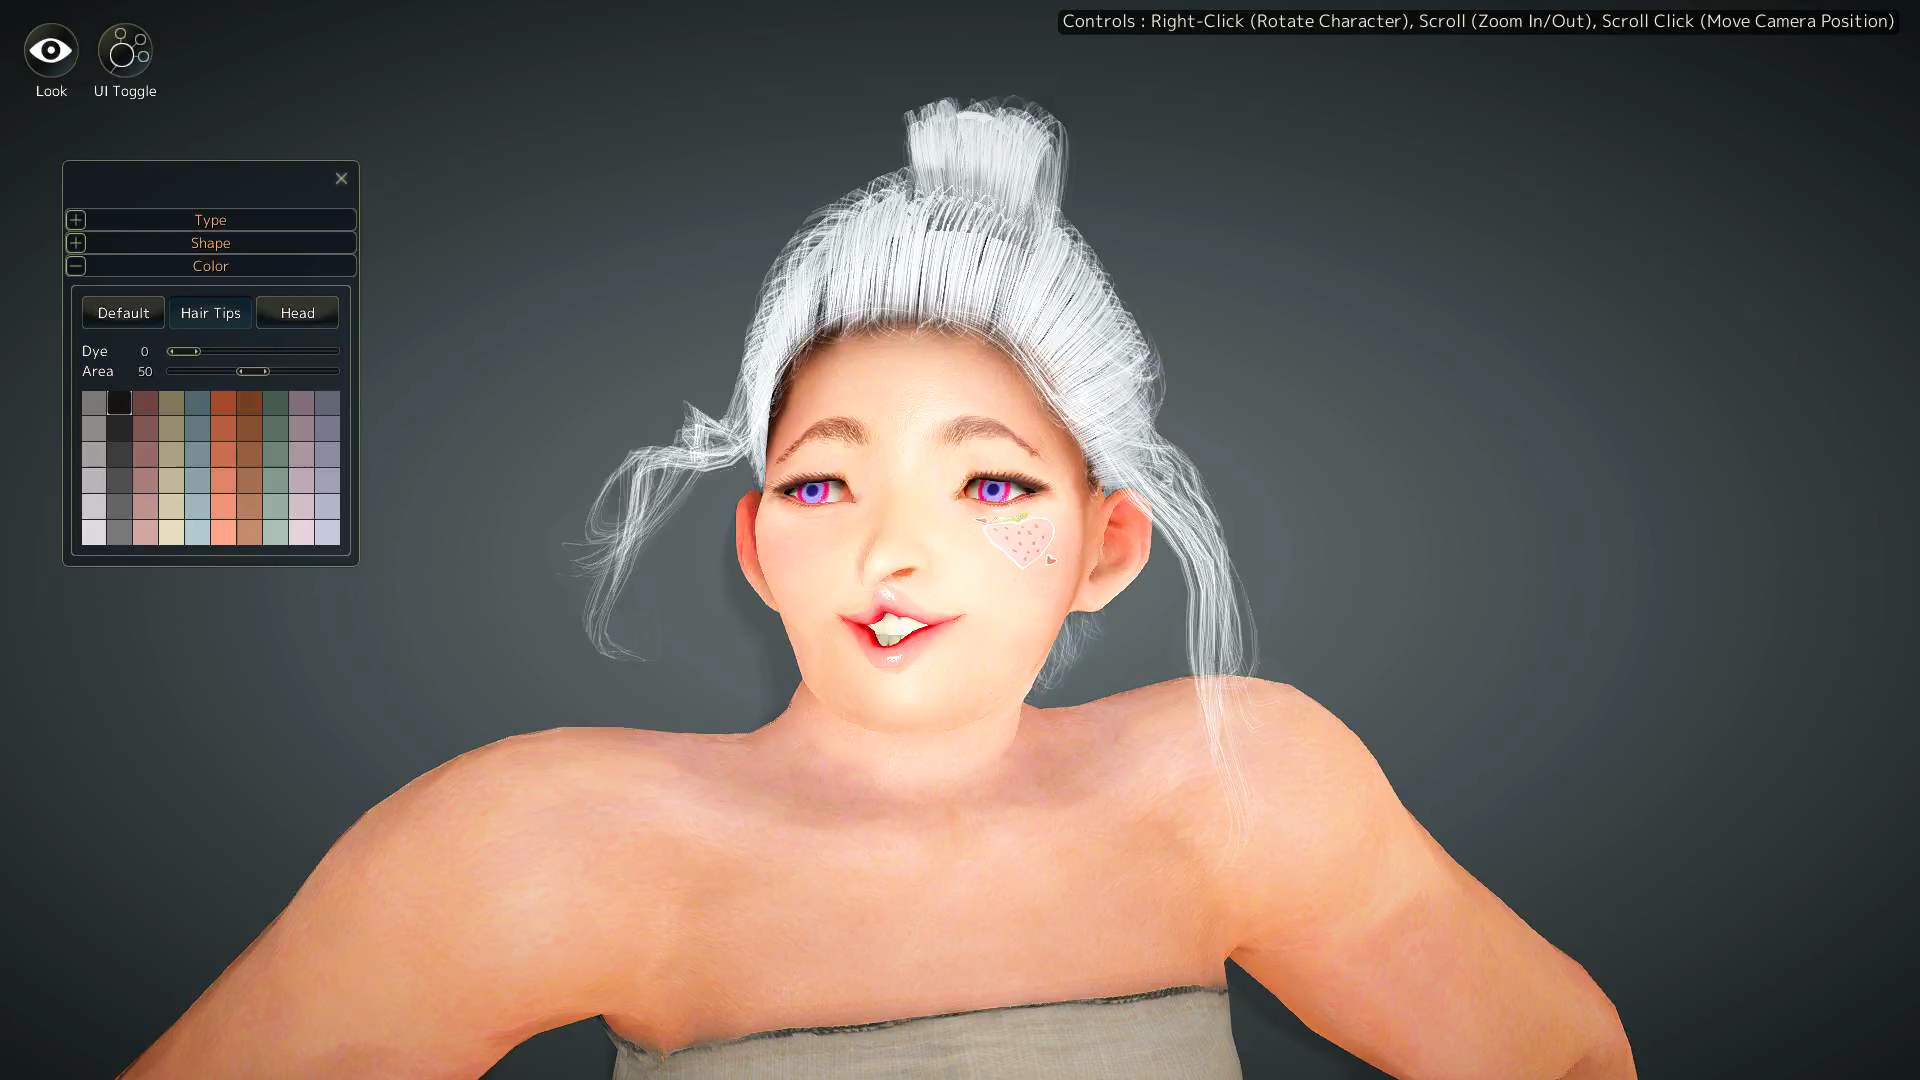 Controls : Right-Click (Rotate Character), Scroll (Zoom In/Out), Scroll Click (Move Camera Position)
Look
UI Toggle
Type
Shape
Color
Default
Hair Tips
Head
Dye 0
Area 50